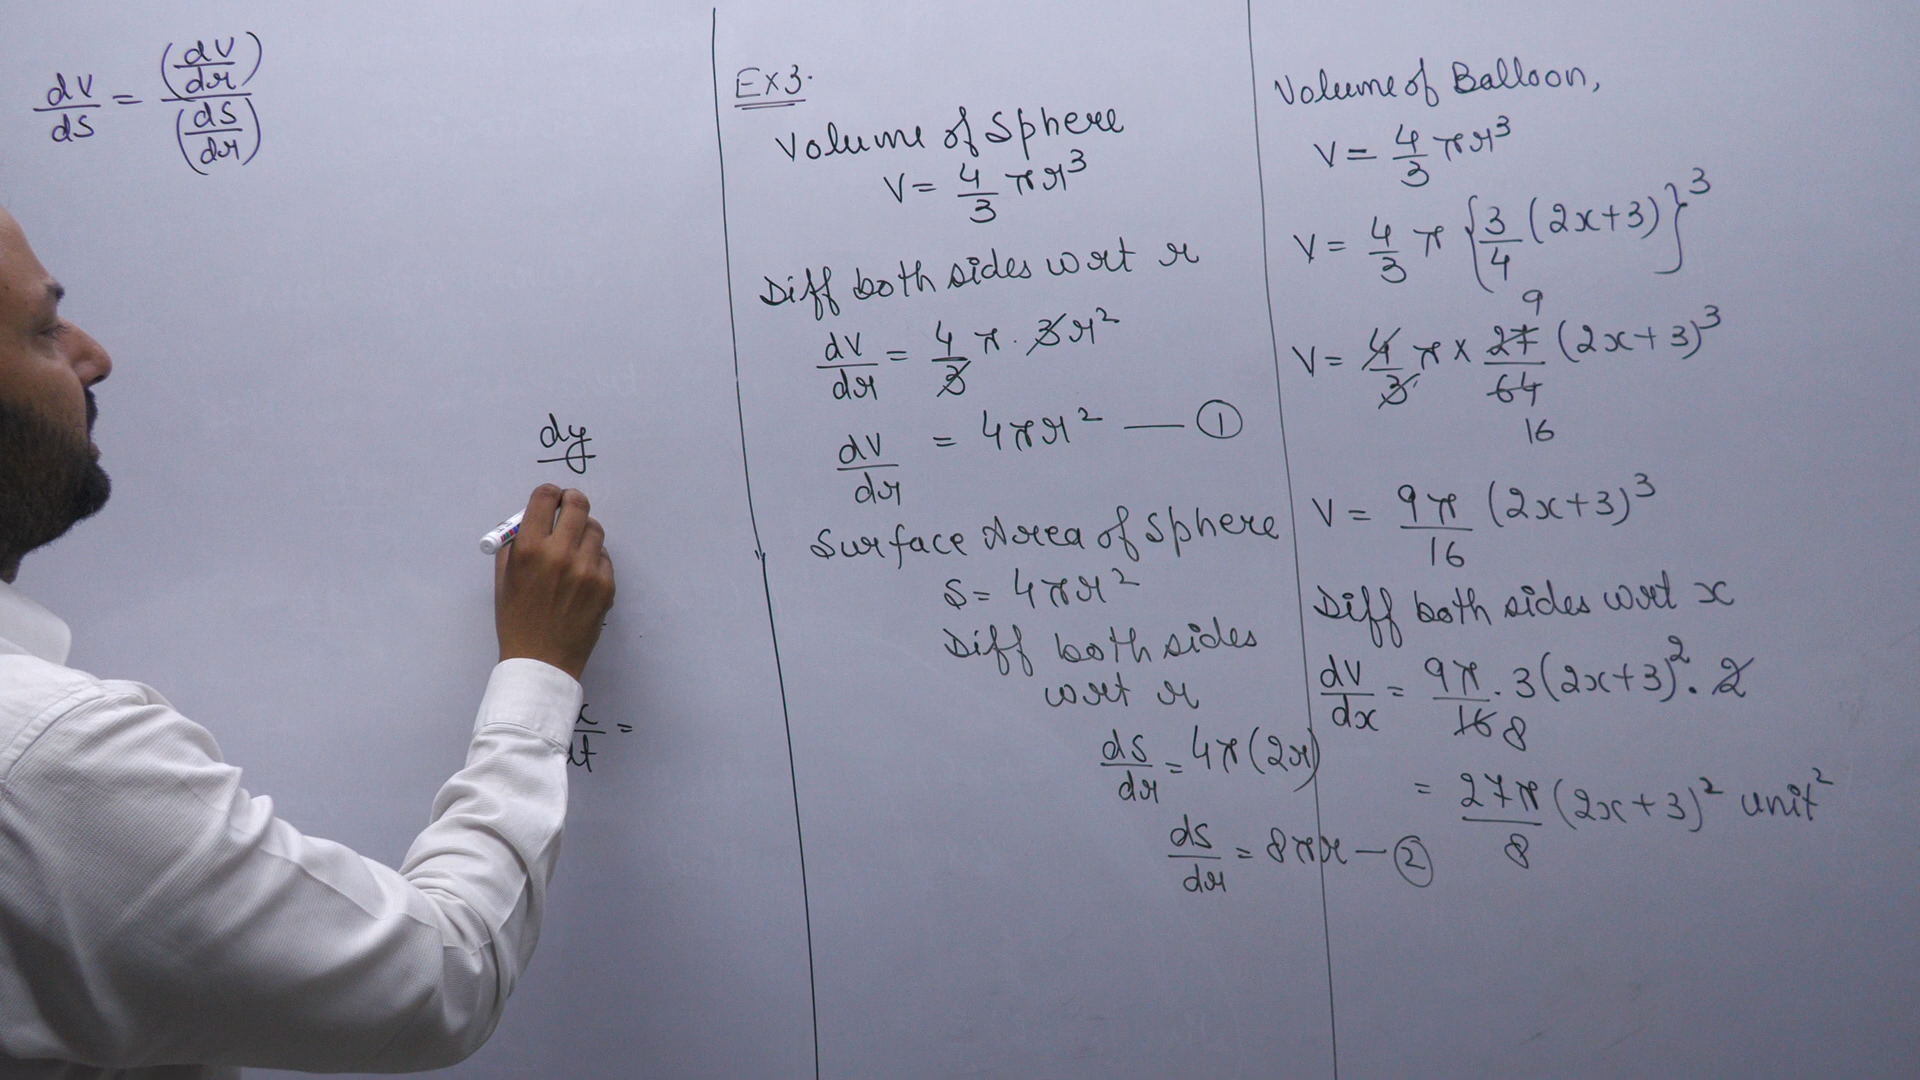 dV/dS = (dV/dr)/(dS/dr)
dy
/dt =
Ex3.
Volume of Sphere
V = 4/3 πr³
Diff both sides wrt r
dV/dr = 4/3 π · 3r²
dV/dr = 4πr² — ①
Surface Area of Sphere
S = 4πr²
Diff both sides
wrt r
dS/dr = 4π(2r)
dS/dr = 8πr — ②
Volume of Balloon,
V = 4/3 πr³
V = 4/3 π {3/4 (2x+3)}³
9
V = 4/3 π × 27/64 (2x+3)³
16
V = 9π/16 (2x+3)³
Diff both sides wrt x
dV/dx = 9π/16 8 · 3(2x+3)² · 2
= 27π/8 (2x+3)² unit²